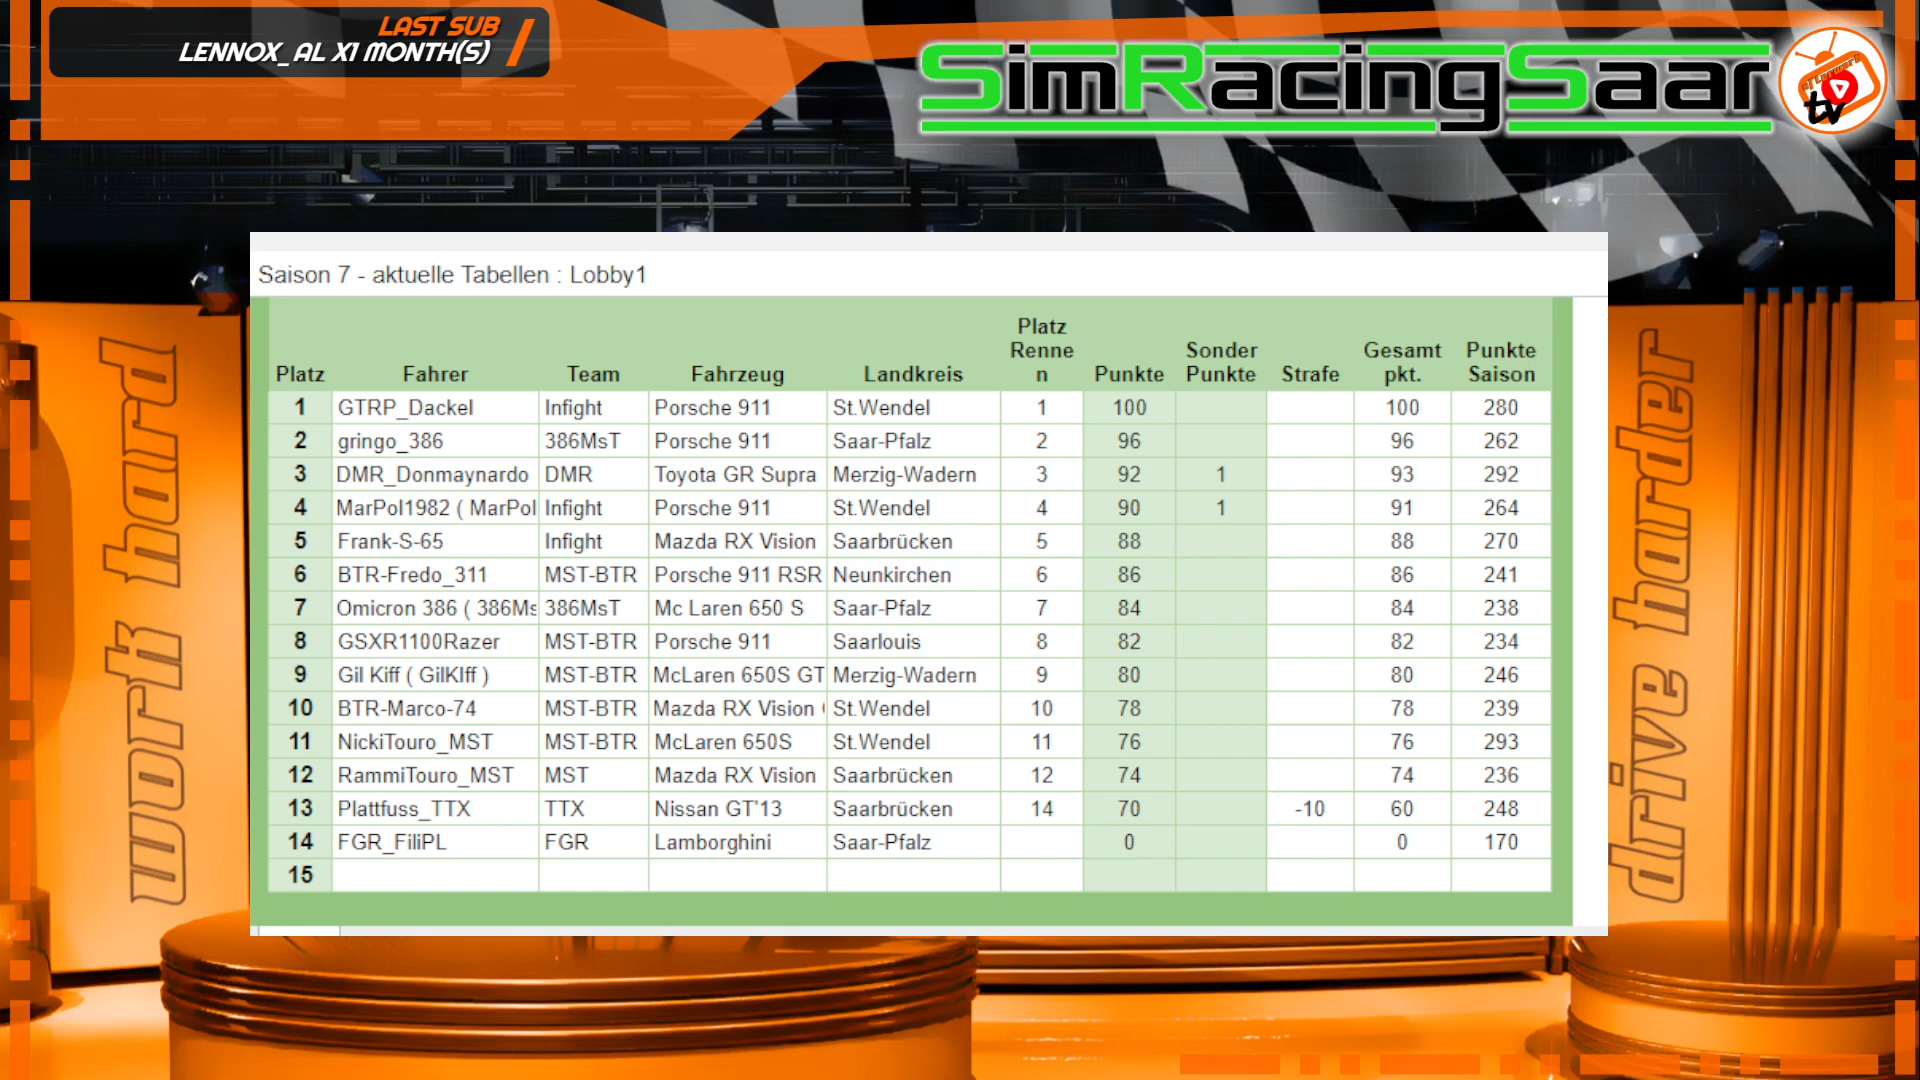 LAST SUB
LENNOX_AL X1 MONTH(S)
SimRacingSaar
tv
work hard
drive harder
Saison 7 - aktuelle Tabellen : Lobby1
Platz Fahrer Team Fahrzeug Landkreis Platz Rennen Punkte Sonder Punkte Strafe Gesamt pkt. Punkte Saison
1 GTRP_Dackel Infight Porsche 911 St.Wendel 1 100 100 280
2 gringo_386 386MsT Porsche 911 Saar-Pfalz 2 96 96 262
3 DMR_Donmaynardo DMR Toyota GR Supra Merzig-Wadern 3 92 1 93 292
4 MarPol1982 ( MarPol Infight Porsche 911 St.Wendel 4 90 1 91 264
5 Frank-S-65 Infight Mazda RX Vision Saarbrücken 5 88 88 270
6 BTR-Fredo_311 MST-BTR Porsche 911 RSR Neunkirchen 6 86 86 241
7 Omicron 386 ( 386Ms 386MsT Mc Laren 650 S Saar-Pfalz 7 84 84 238
8 GSXR1100Razer MST-BTR Porsche 911 Saarlouis 8 82 82 234
9 Gil Kiff ( GilKIff ) MST-BTR McLaren 650S GT Merzig-Wadern 9 80 80 246
10 BTR-Marco-74 MST-BTR Mazda RX Vision St.Wendel 10 78 78 239
11 NickiTouro_MST MST-BTR McLaren 650S St.Wendel 11 76 76 293
12 RammiTouro_MST MST Mazda RX Vision Saarbrücken 12 74 74 236
13 Plattfuss_TTX TTX Nissan GT'13 Saarbrücken 14 70 -10 60 248
14 FGR_FiliPL FGR Lamborghini Saar-Pfalz 0 0 170
15